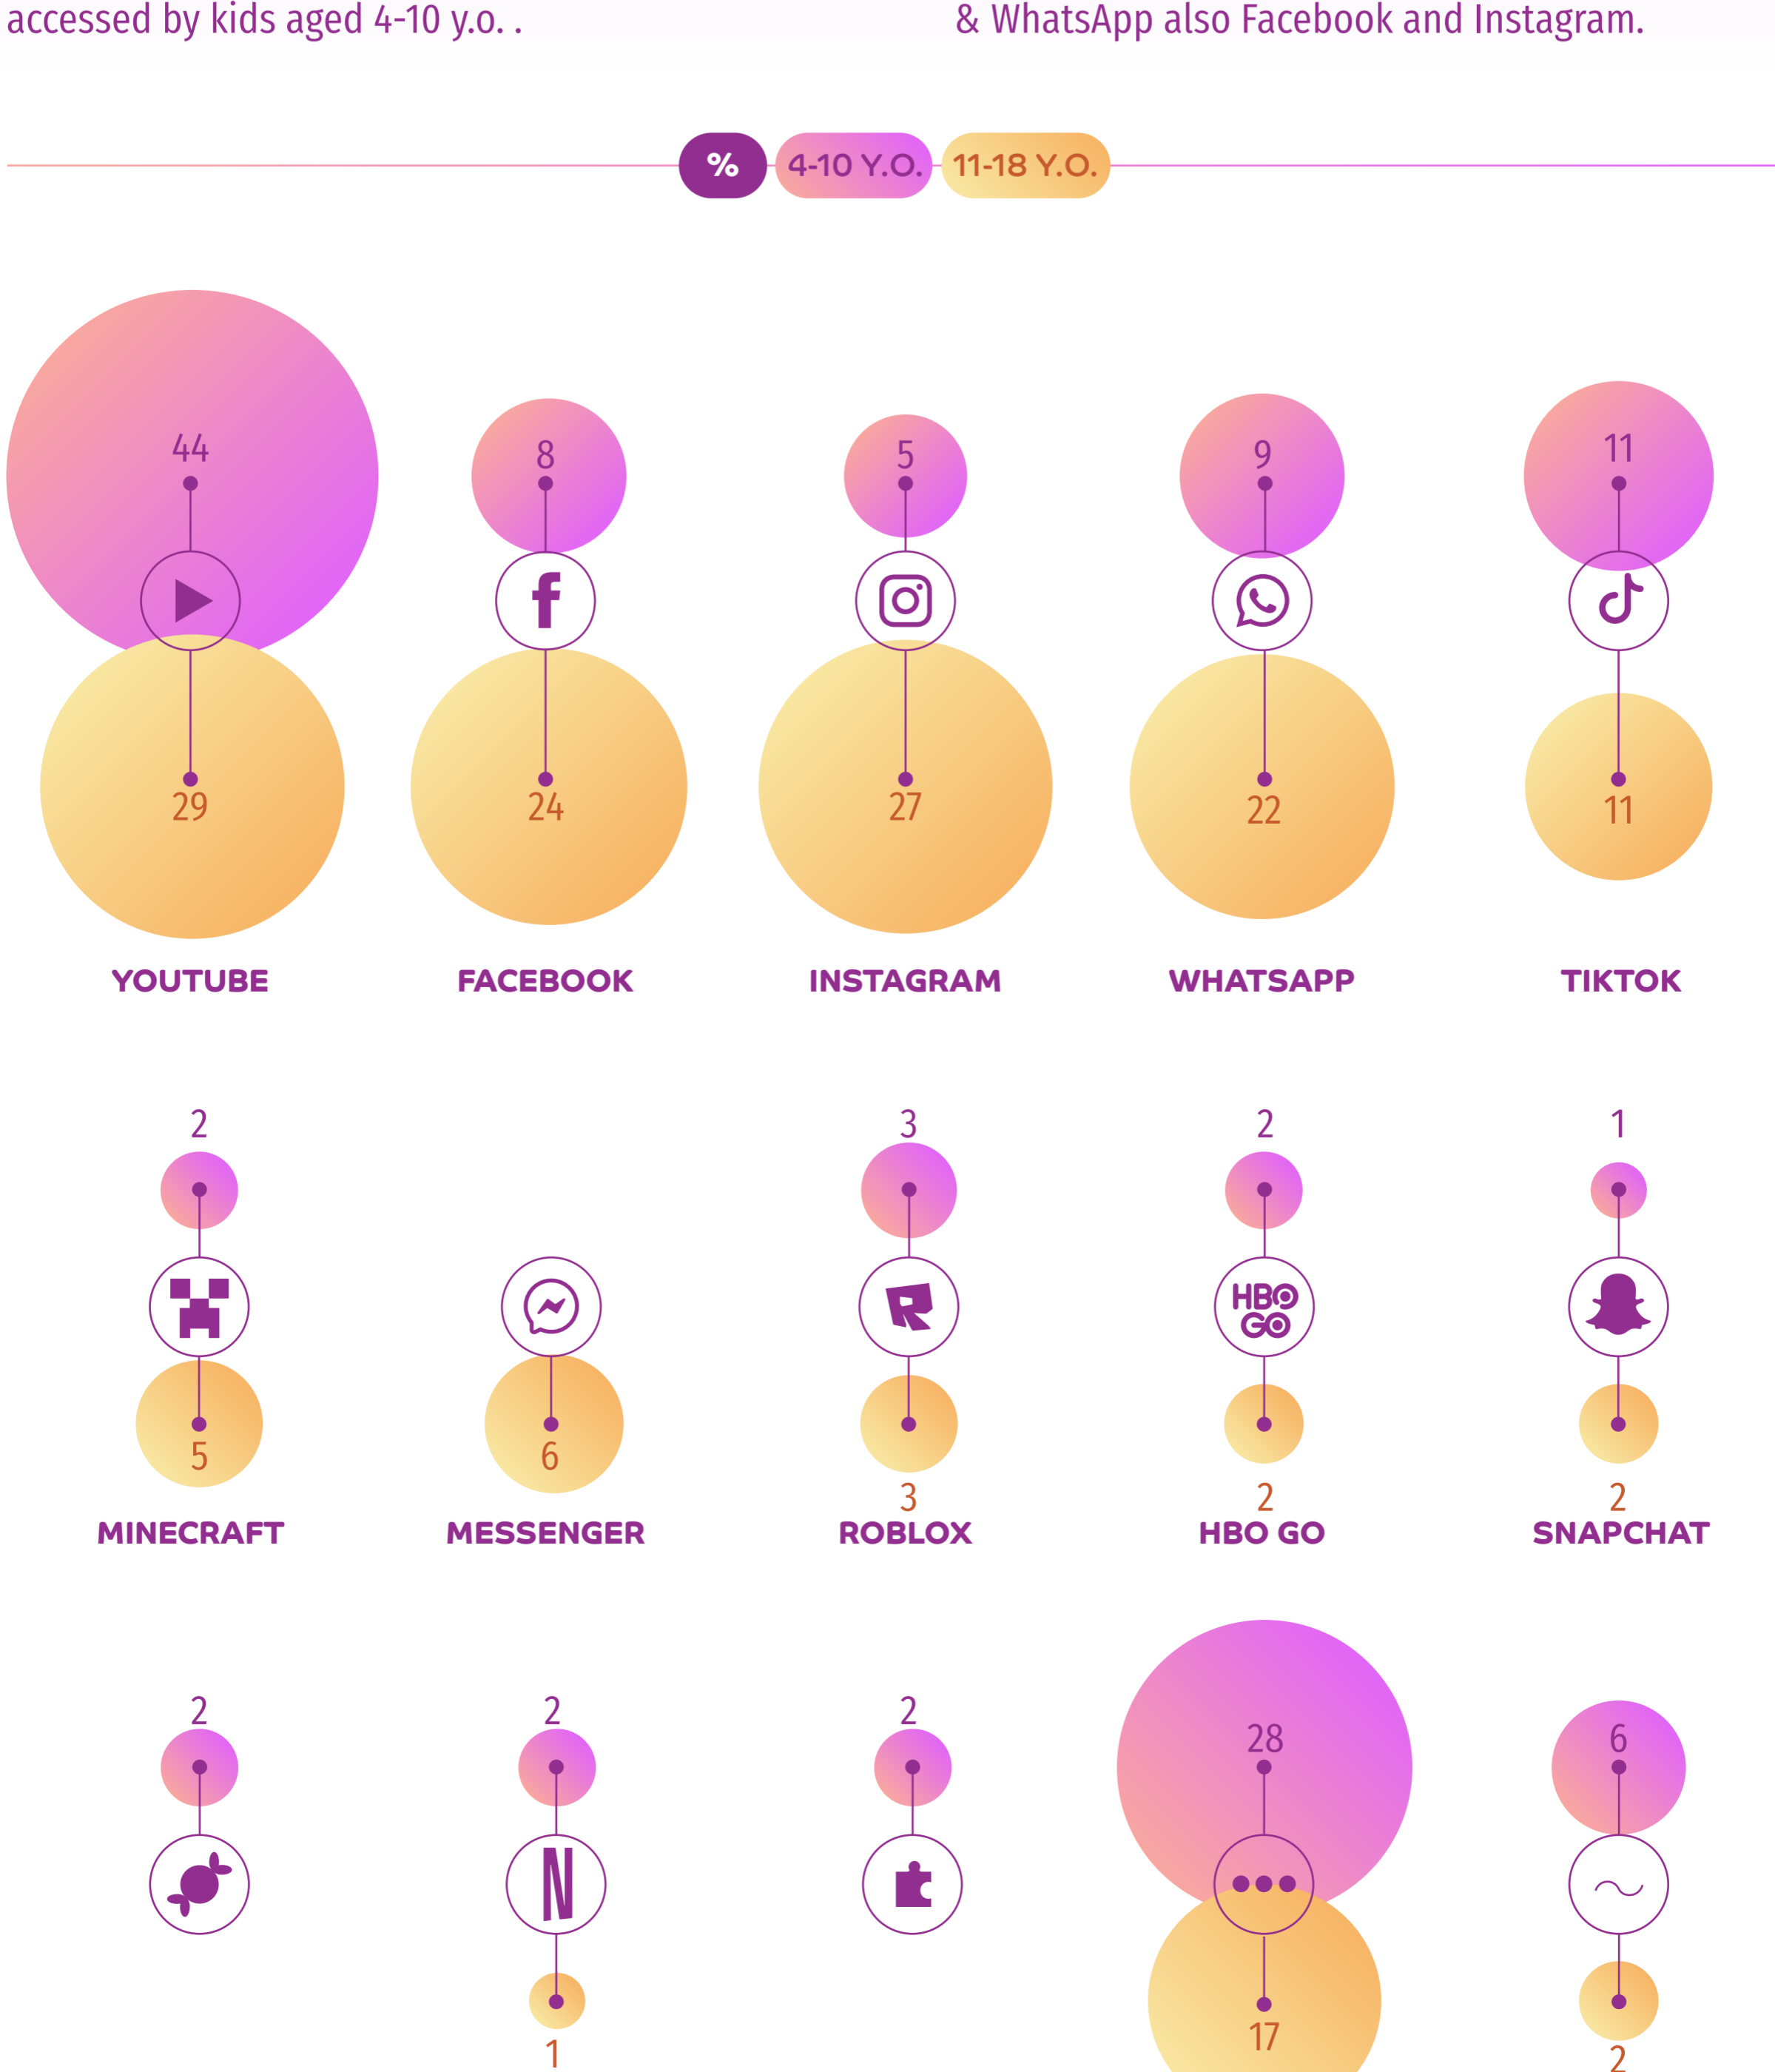 accessed by kids aged 4-10 y.o. .
& WhatsApp also Facebook and Instagram.
% 4-10 Y.O. 11-18 Y.O.
44 8 5 9 11
29 24 27 22 11
YOUTUBE FACEBOOK INSTAGRAM WHATSAPP TIKTOK
2 3 2 1
HBO
GO
5 6 3 2 2
MINECRAFT MESSENGER ROBLOX HBO GO SNAPCHAT
2 2 2 28 6
N
1 17 2